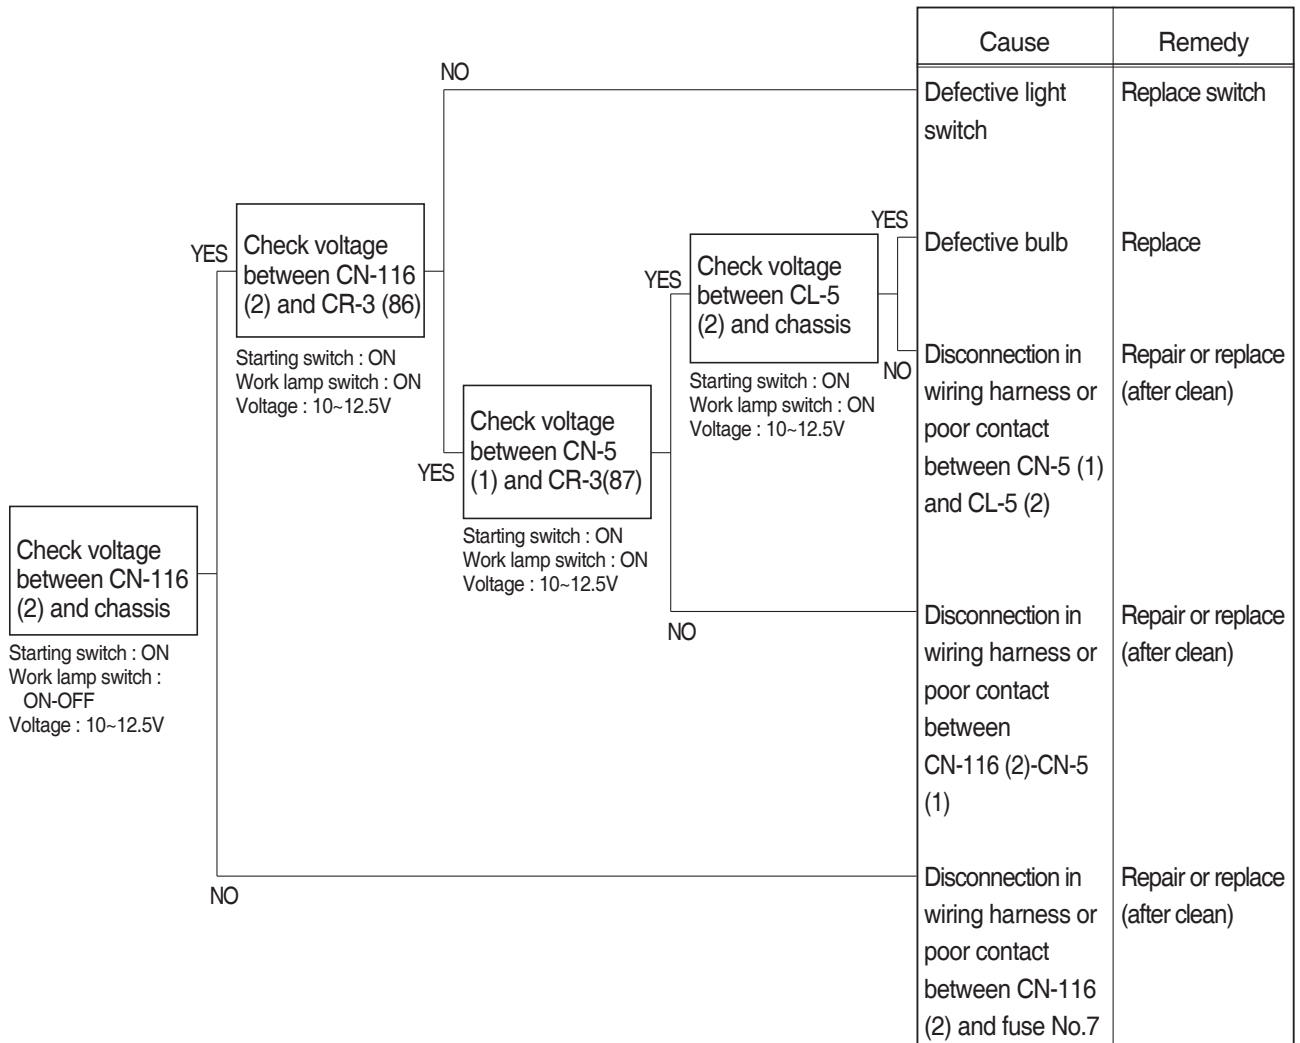 Cause
Remedy
NO
Defective light
switch
Replace switch
YES
Check voltage
between CN-116
(2) and CR-3 (86)
Starting switch : ON
Work lamp switch : ON
Voltage : 10~12.5V
YES
Check voltage
between CL-5
(2) and chassis
Starting switch : ON
Work lamp switch : ON
Voltage : 10~12.5V
YES
Defective bulb
Replace
NO
Disconnection in
wiring harness or
poor contact
between CN-5 (1)
and CL-5 (2)
Repair or replace
(after clean)
YES
Check voltage
between CN-5
(1) and CR-3(87)
Starting switch : ON
Work lamp switch : ON
Voltage : 10~12.5V
NO
Disconnection in
wiring harness or
poor contact
between
CN-116 (2)-CN-5
(1)
Repair or replace
(after clean)
Check voltage
between CN-116
(2) and chassis
Starting switch : ON
Work lamp switch :
ON-OFF
Voltage : 10~12.5V
NO
Disconnection in
wiring harness or
poor contact
between CN-116
(2) and fuse No.7
Repair or replace
(after clean)